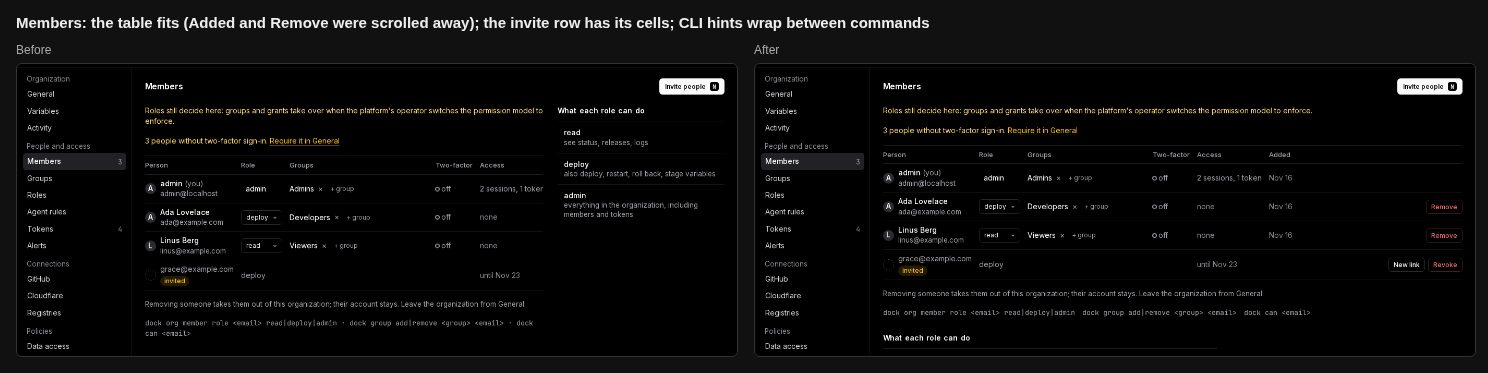 Members: the table fits (Added and Remove were scrolled away); the invite row has its cells; CLI hints wrap between commands
Before
Organization
General
Variables
Activity
People and access
Members 3
Groups
Roles
Agent rules
Tokens 4
Alerts
Connections
GitHub
Cloudflare
Registries
Policies
Data access
Members
Invite people N
Roles still decide here: groups and grants take over when the platform's operator switches the permission model to
enforce.
3 people without two-factor sign-in. Require it in General
Person Role Groups Two-factor Access
A admin (you) admin Admins × + group off 2 sessions, 1 token
admin@localhost
A Ada Lovelace deploy Developers × + group off none
ada@example.com
L Linus Berg read Viewers × + group off none
linus@example.com
grace@example.com deploy until Nov 23
invited
Removing someone takes them out of this organization; their account stays. Leave the organization from General.
dock org member role <email> read|deploy|admin · dock group add|remove <group> <email> · dock
can <email>
What each role can do
read
see status, releases, logs
deploy
also deploy, restart, roll back, stage variables
admin
everything in the organization, including
members and tokens
After
Organization
General
Variables
Activity
People and access
Members 3
Groups
Roles
Agent rules
Tokens 4
Alerts
Connections
GitHub
Cloudflare
Registries
Policies
Data access
Members
Invite people N
Roles still decide here: groups and grants take over when the platform's operator switches the permission model to enforce.
3 people without two-factor sign-in. Require it in General
Person Role Groups Two-factor Access Added
A admin (you) admin Admins × + group off 2 sessions, 1 token Nov 16
admin@localhost
A Ada Lovelace deploy Developers × + group off none Nov 16 Remove
ada@example.com
L Linus Berg read Viewers × + group off none Nov 16 Remove
linus@example.com
grace@example.com deploy until Nov 23 New link Revoke
invited
Removing someone takes them out of this organization; their account stays. Leave the organization from General.
dock org member role <email> read|deploy|admin dock group add|remove <group> <email> dock can <email>
What each role can do